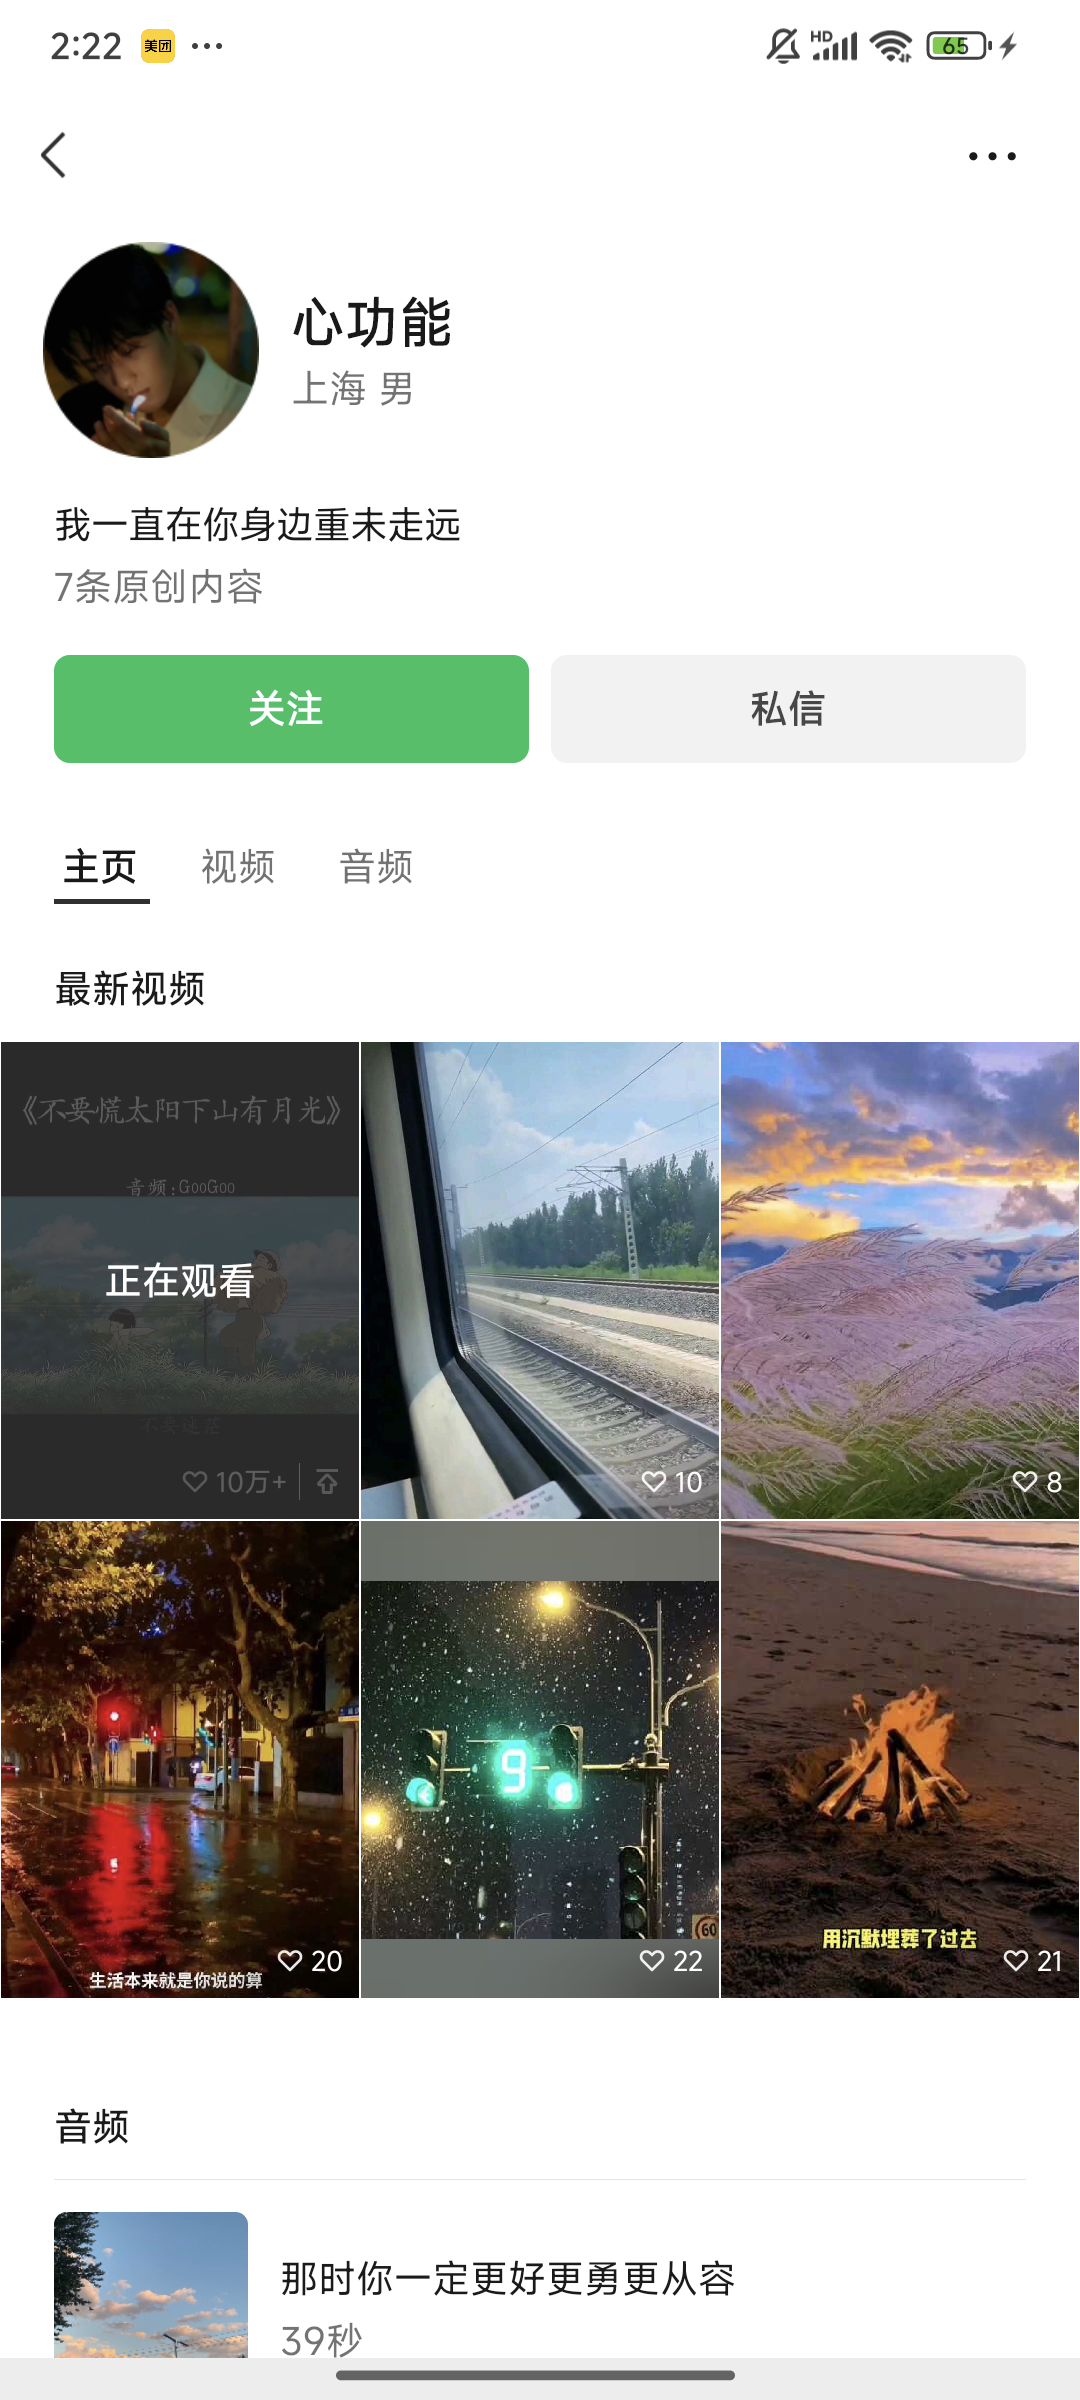 2:22 美团 ···
HD 65
心功能
上海 男
我一直在你身边重未走远
7条原创内容
关注
私信
主页 视频 音频
最新视频
《不要慌太阳下山有月光》
音频:GooGoo
正在观看
不要迷茫
10万+
10
8
9
60
生活本来就是你说的算
20
22
用沉默埋葬了过去
21
音频
那时你一定更好更勇更从容
39秒